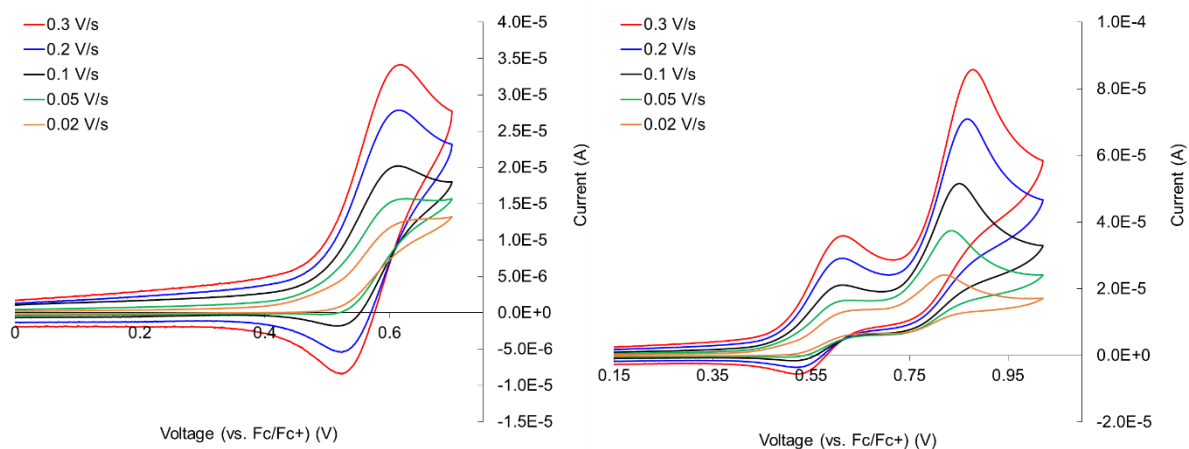 0.3 V/s
0.2 V/s
0.1 V/s
0.05 V/s
0.02 V/s
4.0E-5
3.5E-5
3.0E-5
2.5E-5
2.0E-5
1.5E-5
1.0E-5
5.0E-6
0.0E+0
-5.0E-6
-1.0E-5
-1.5E-5
Current (A)
0
0.2
0.4
0.6
Voltage (vs. Fc/Fc+) (V)
0.3 V/s
0.2 V/s
0.1 V/s
0.05 V/s
0.02 V/s
1.0E-4
8.0E-5
6.0E-5
4.0E-5
2.0E-5
0.0E+0
-2.0E-5
Current (A)
0.15
0.35
0.55
0.75
0.95
Voltage (vs. Fc/Fc+) (V)